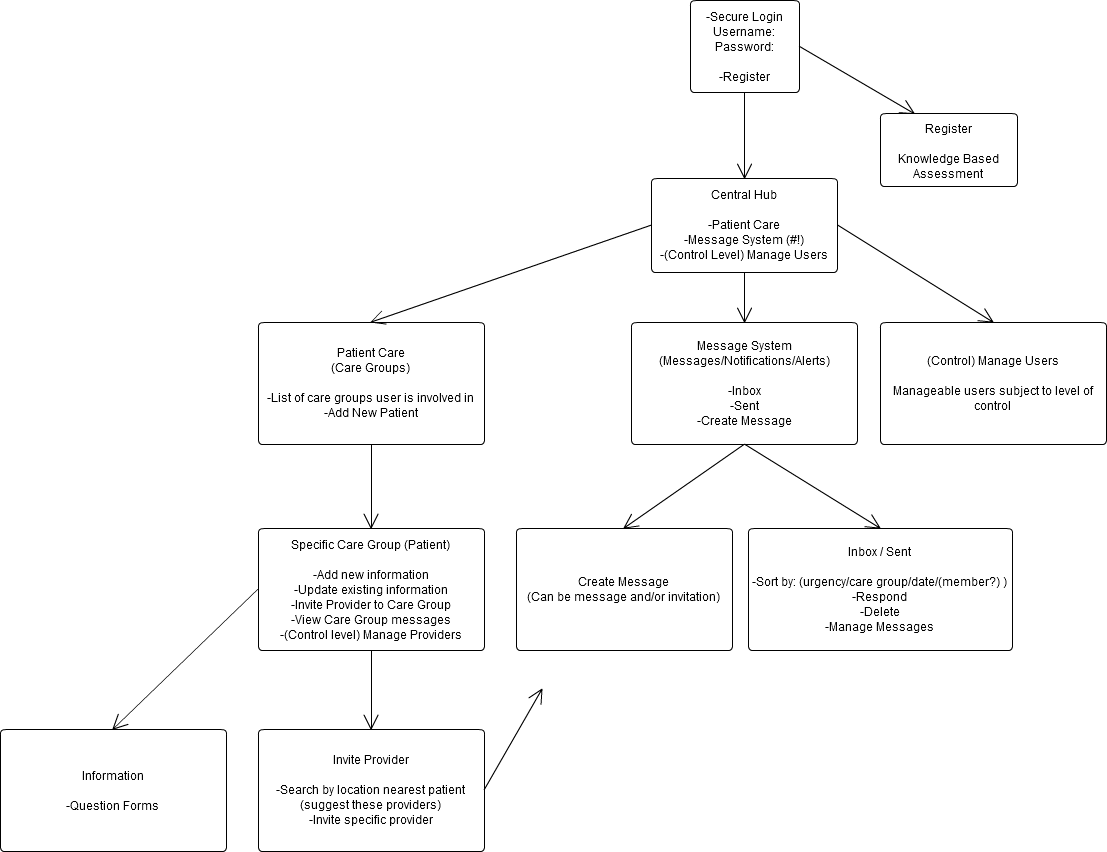 -Secure Login
Username:
Password:
-Register
Register
Knowledge Based
Assessment
Central Hub
-Patient Care
-Message System (#!)
-(Control Level) Manage Users
Patient Care
(Care Groups)
-List of care groups user is involved in
-Add New Patient
Message System
(Messages/Notifications/Alerts)
-Inbox
-Sent
-Create Message
(Control) Manage Users
Manageable users subject to level of
control
Specific Care Group (Patient)
-Add new information
-Update existing information
-Invite Provider to Care Group
-View Care Group messages
-(Control level) Manage Providers
Create Message
(Can be message and/or invitation)
Inbox / Sent
-Sort by: (urgency/care group/date/(member?) )
-Respond
-Delete
-Manage Messages
Information
-Question Forms
Invite Provider
-Search by location nearest patient
(suggest these providers)
-Invite specific provider